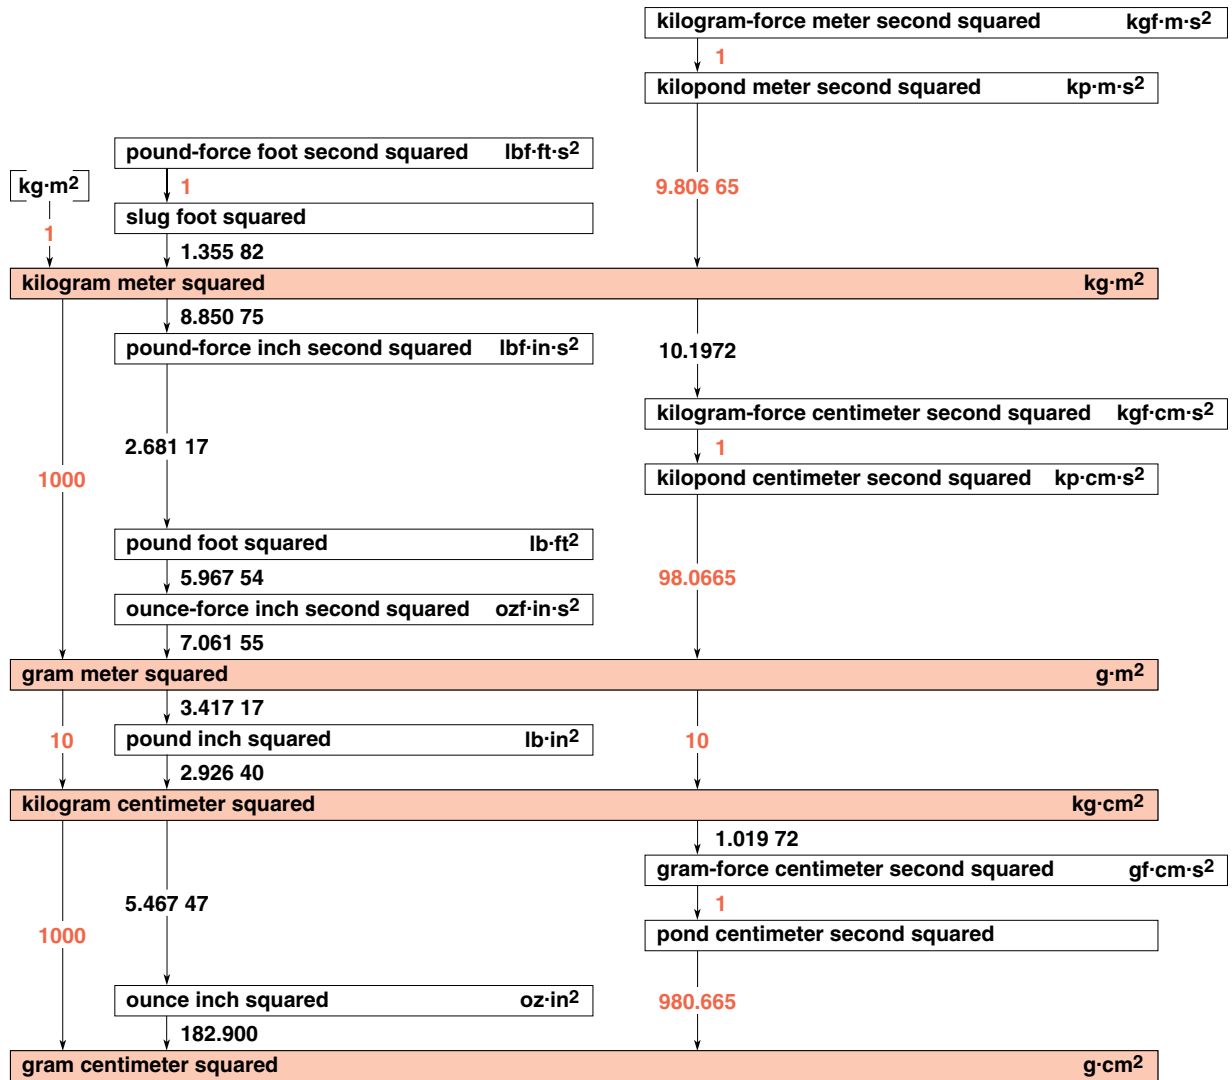 kilogram-force meter second squared kgf·m·s²
1
kilopond meter second squared kp·m·s²
pound-force foot second squared lbf·ft·s²
kg·m²
1
9.806 65
slug foot squared
1
1.355 82
kilogram meter squared kg·m²
8.850 75
pound-force inch second squared lbf·in·s²
10.1972
kilogram-force centimeter second squared kgf·cm·s²
2.681 17
1
1000
kilopond centimeter second squared kp·cm·s²
pound foot squared lb·ft²
5.967 54
98.0665
ounce-force inch second squared ozf·in·s²
7.061 55
gram meter squared g·m²
3.417 17
10
pound inch squared lb·in²
10
2.926 40
kilogram centimeter squared kg·cm²
1.019 72
gram-force centimeter second squared gf·cm·s²
5.467 47
1
1000
pond centimeter second squared
ounce inch squared oz·in²
980.665
182.900
gram centimeter squared g·cm²